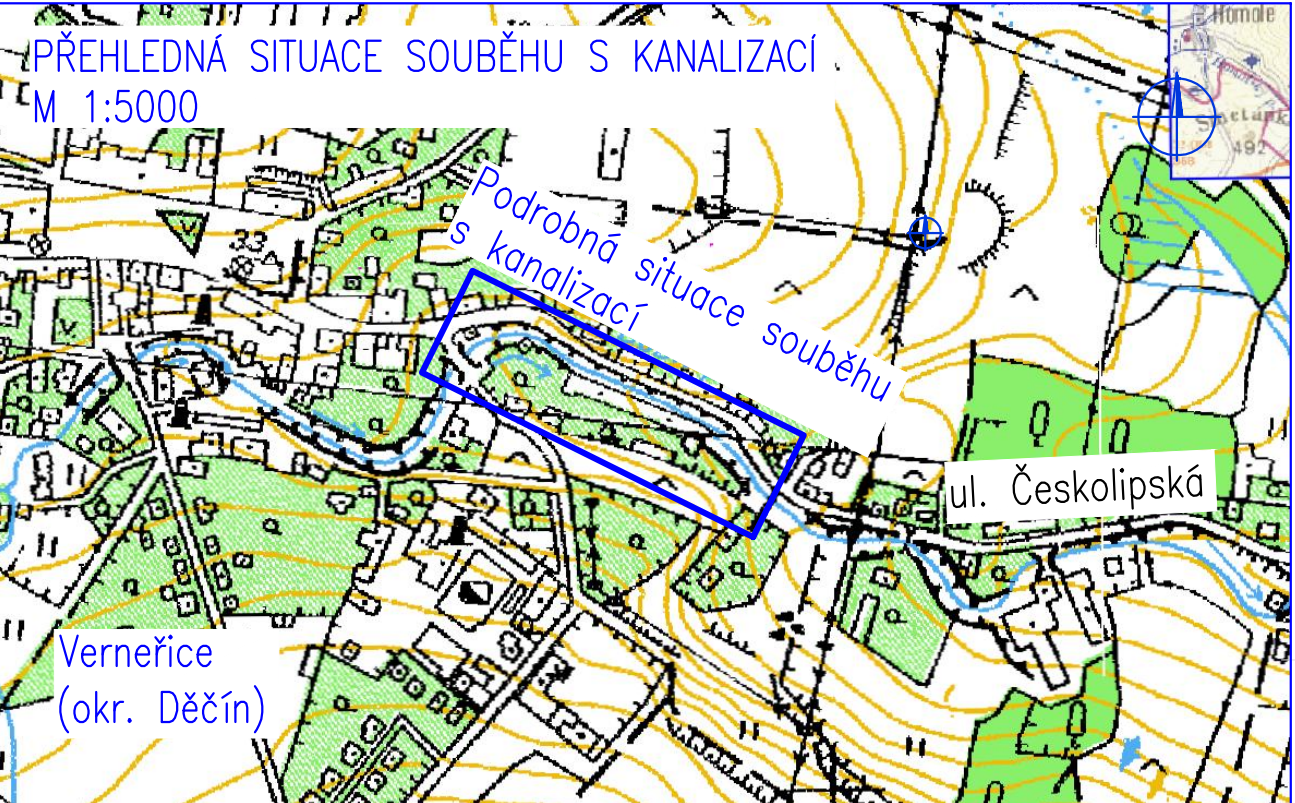 PŘEHLEDNÁ SITUACE SOUBĚHU S KANALIZACÍ
M 1:5000
Homole
492
33
Podrobná situace souběhu
s kanalizací
ul. Českolipská
Verneřice
(okr. Děčín)